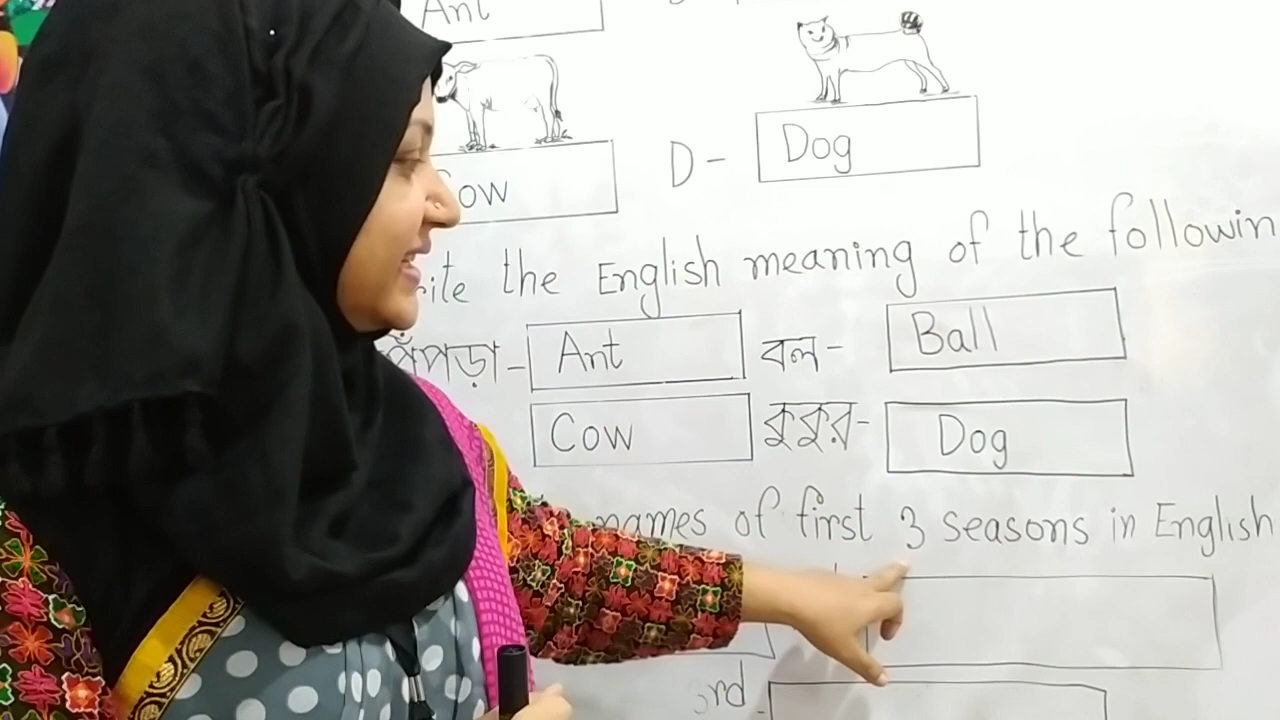 Ant
Cow D- Dog
Write the English meaning of the followin
পিঁপড়া- Ant বল- Ball
Cow কুকুর- Dog
names of first 3 seasons in English
3rd -